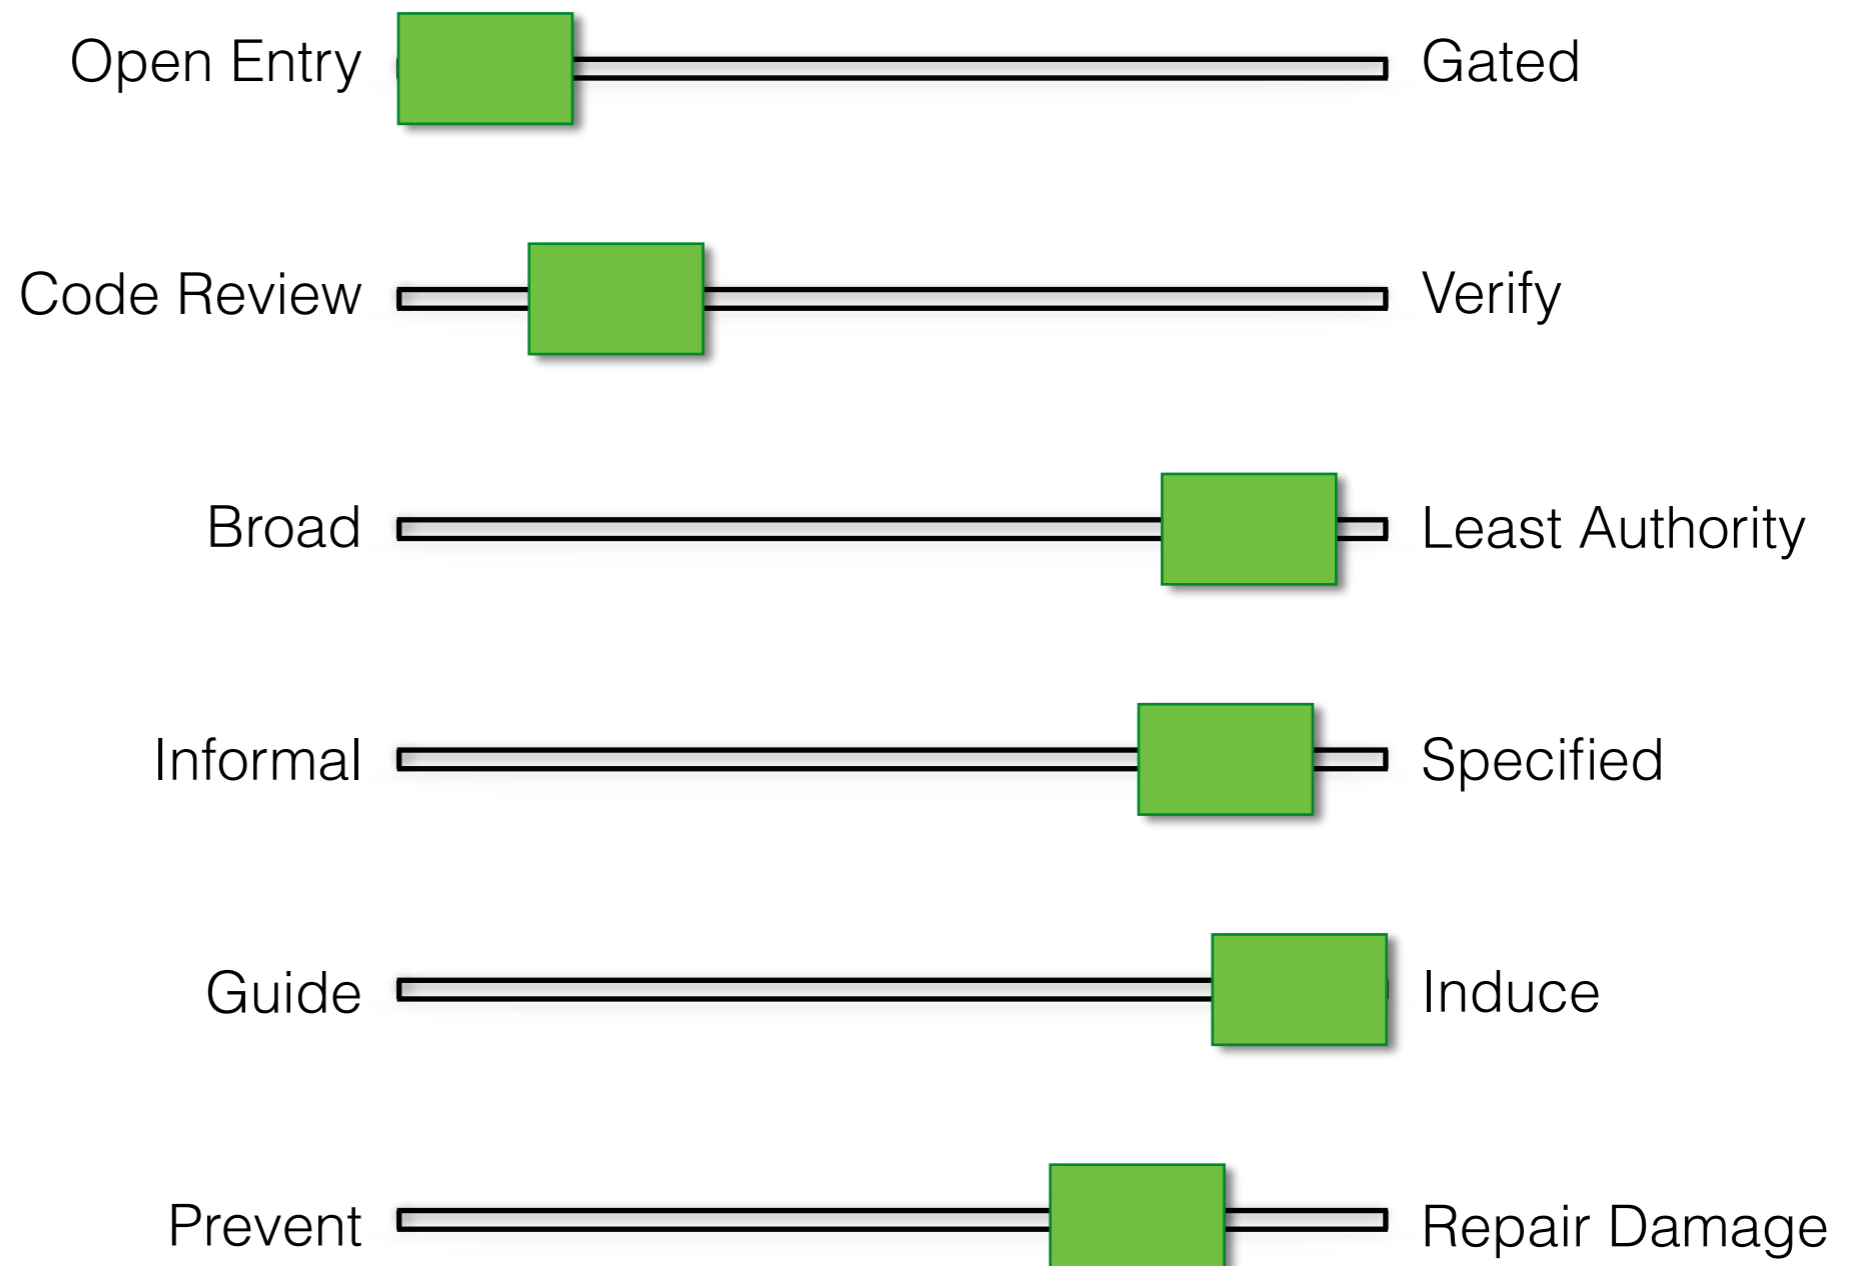 Open Entry Gated
Code Review Verify
Broad Least Authority
Informal Specified
Guide Induce
Prevent Repair Damage